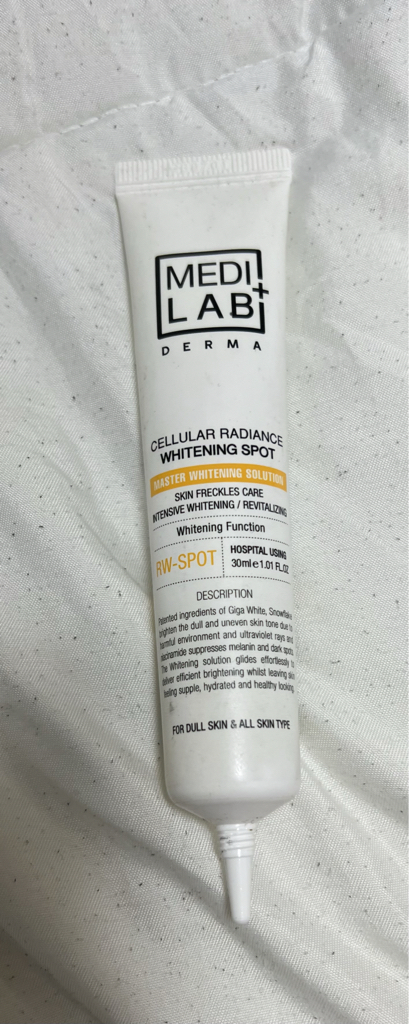 MEDI
LAB+
DERMA
CELLULAR RADIANCE
WHITENING SPOT
MASTER WHITENING SOLUTION
SKIN FRECKLES CARE
INTENSIVE WHITENING / REVITALIZING
Whitening Function
RW-SPOT
HOSPITAL USING
30ml e 1.01 FL.OZ
DESCRIPTION
Patented ingredients of Giga White, Snowflake
brighten the dull and uneven skin tone due to
harmful environment and ultraviolet rays and
niacinamide suppresses melanin and dark spots.
The Whitening solution glides effortlessly to
deliver efficient brightening whilst leaving skin
feeling supple, hydrated and healthy looking
FOR DULL SKIN & ALL SKIN TYPE